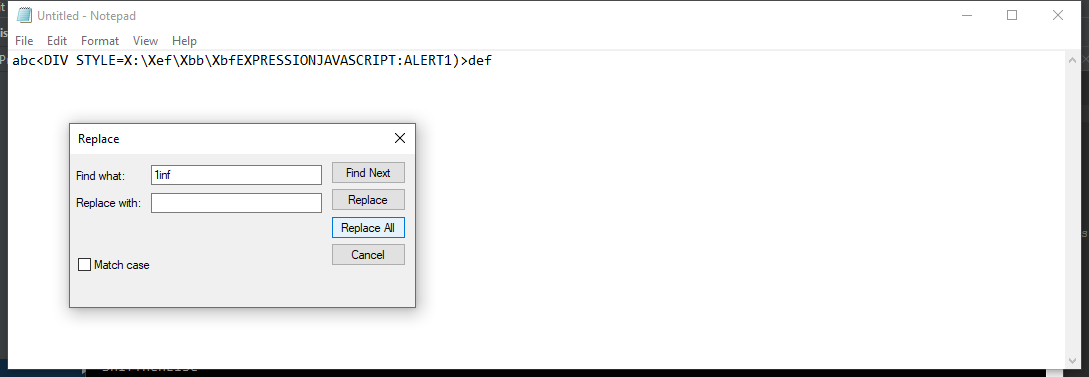 Untitled - Notepad
File Edit Format View Help
abc<DIV STYLE=X:\Xef\Xbb\XbfEXPRESSIONJAVASCRIPT:ALERT1)>def
Replace
Find what: 1inf Find Next
Replace with: Replace
Replace All
Cancel
Match case